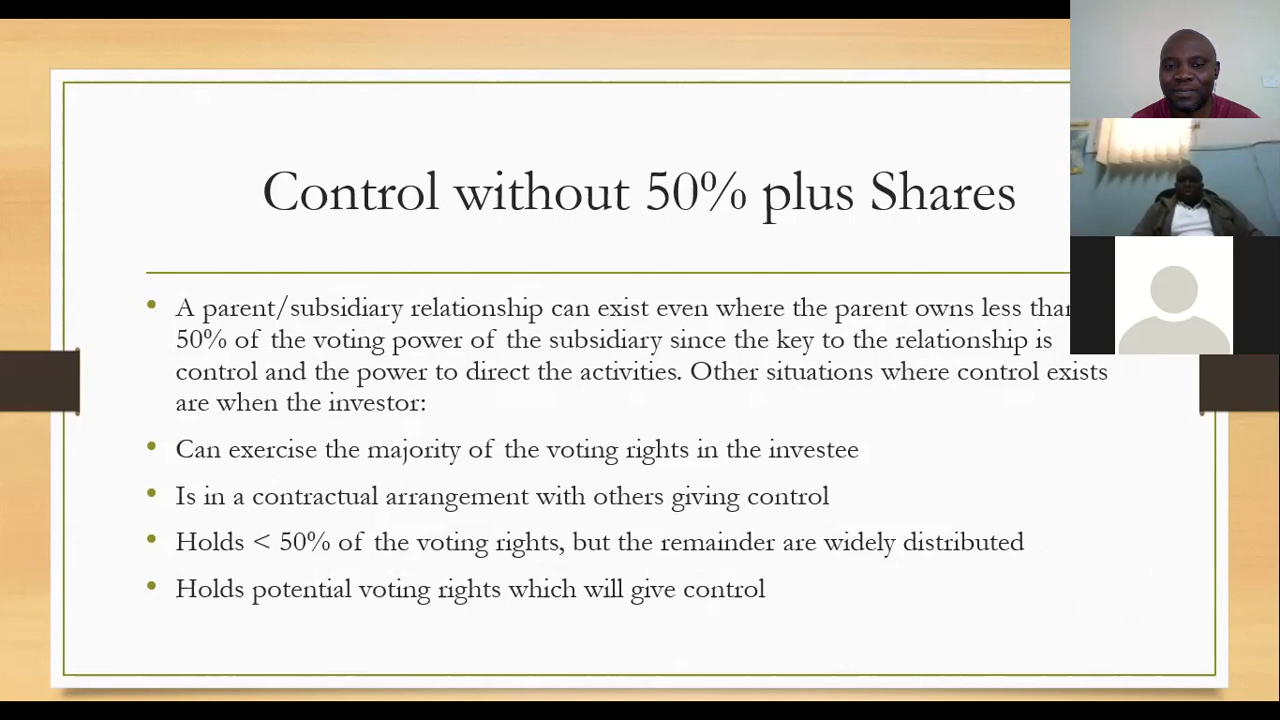 Control without 50% plus Shares
• A parent/subsidiary relationship can exist even where the parent owns less than
50% of the voting power of the subsidiary since the key to the relationship is
control and the power to direct the activities. Other situations where control exists
are when the investor:
• Can exercise the majority of the voting rights in the investee
• Is in a contractual arrangement with others giving control
• Holds < 50% of the voting rights, but the remainder are widely distributed
• Holds potential voting rights which will give control